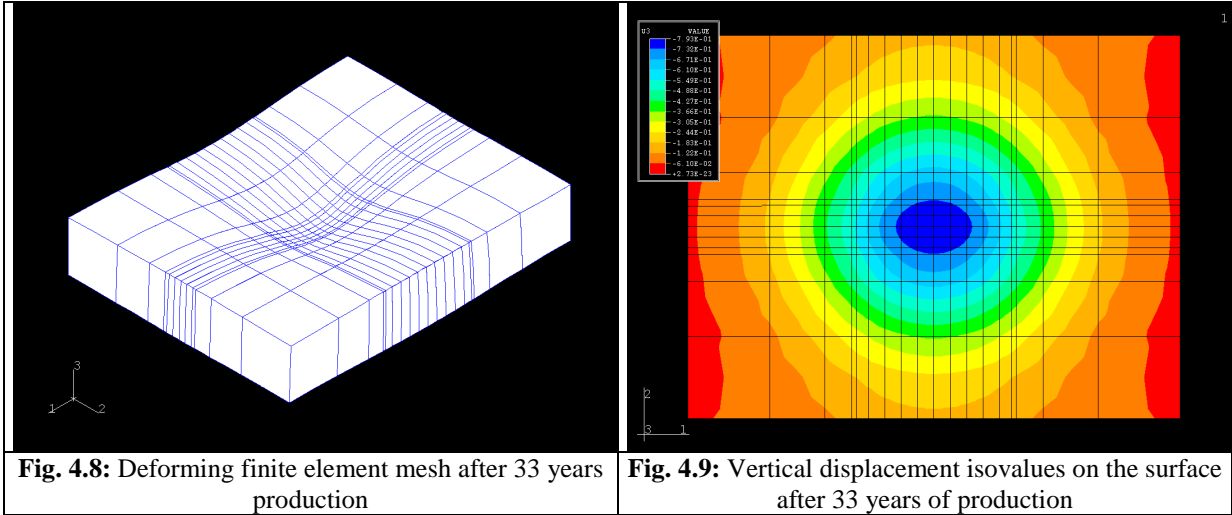 3
1
2
Fig. 4.8: Deforming finite element mesh after 33 years
production
1
U3 VALUE
-7.93E-01
-7.32E-01
-6.71E-01
-6.10E-01
-5.49E-01
-4.88E-01
-4.27E-01
-3.66E-01
-3.05E-01
-2.44E-01
-1.83E-01
-1.22E-01
-6.10E-02
+2.73E-23
2
3
1
Fig. 4.9: Vertical displacement isovalues on the surface
after 33 years of production